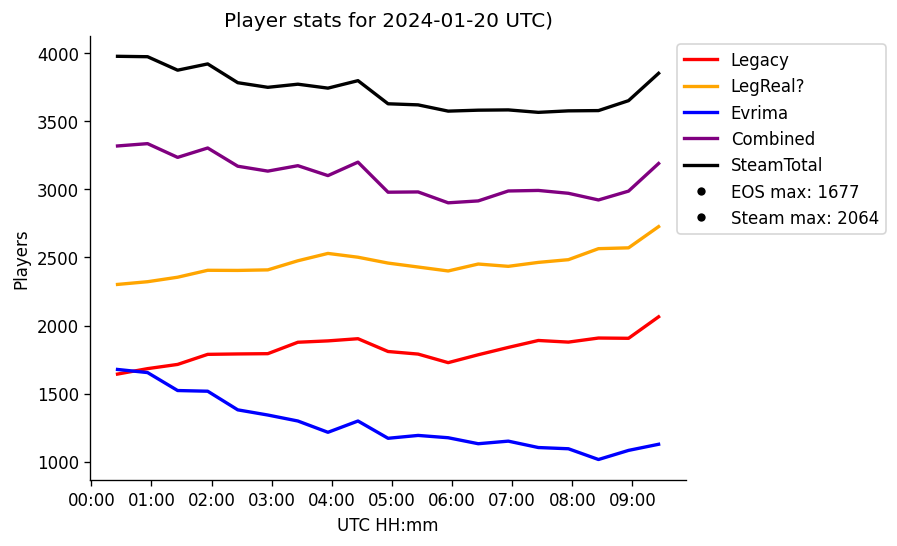 Player stats for 2024-01-20 UTC)
4000
3500
3000
2500
2000
1500
1000
Players
00:00 01:00 02:00 03:00 04:00 05:00 06:00 07:00 08:00 09:00
UTC HH:mm
Legacy
LegReal?
Evrima
Combined
SteamTotal
EOS max: 1677
Steam max: 2064